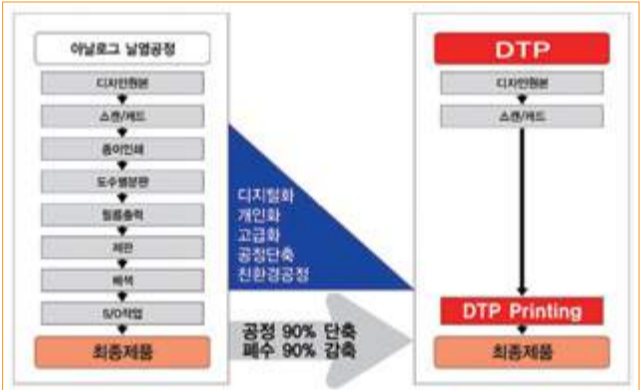 아날로그 날염공정
디자인원본
스캔/캐드
종이인쇄
도수별분판
필름출력
제판
배색
S/O작업
최종제품
디지털화
개인화
고급화
공정단축
친환경공정
공정 90% 단축
폐수 90% 감축
DTP
디자인원본
스캔/캐드
DTP Printing
최종제품